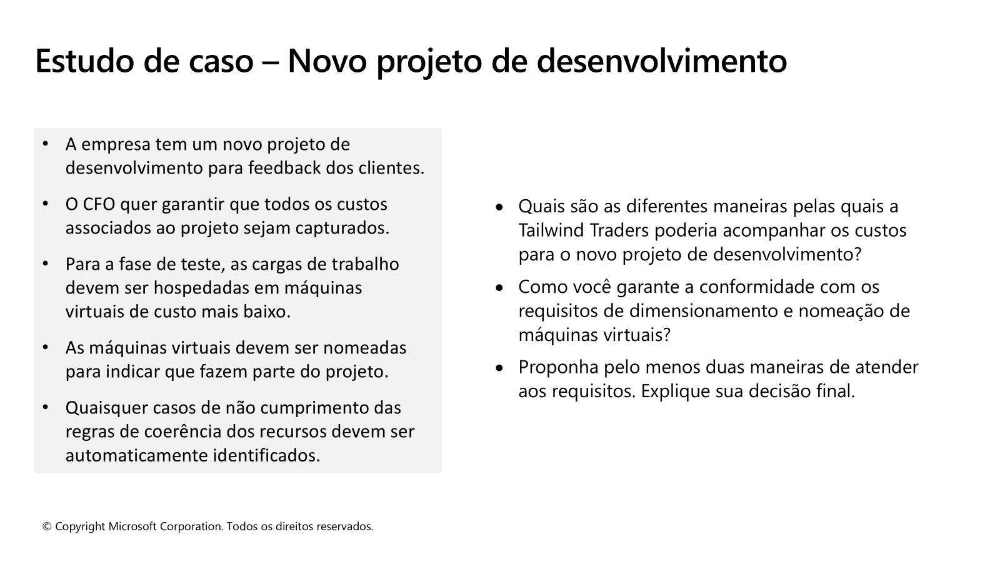 Estudo de caso – Novo projeto de desenvolvimento
• A empresa tem um novo projeto de
desenvolvimento para feedback dos clientes.
• O CFO quer garantir que todos os custos
associados ao projeto sejam capturados.
• Para a fase de teste, as cargas de trabalho
devem ser hospedadas em máquinas
virtuais de custo mais baixo.
• As máquinas virtuais devem ser nomeadas
para indicar que fazem parte do projeto.
• Quaisquer casos de não cumprimento das
regras de coerência dos recursos devem ser
automaticamente identificados.
• Quais são as diferentes maneiras pelas quais a
Tailwind Traders poderia acompanhar os custos
para o novo projeto de desenvolvimento?
• Como você garante a conformidade com os
requisitos de dimensionamento e nomeação de
máquinas virtuais?
• Proponha pelo menos duas maneiras de atender
aos requisitos. Explique sua decisão final.
© Copyright Microsoft Corporation. Todos os direitos reservados.